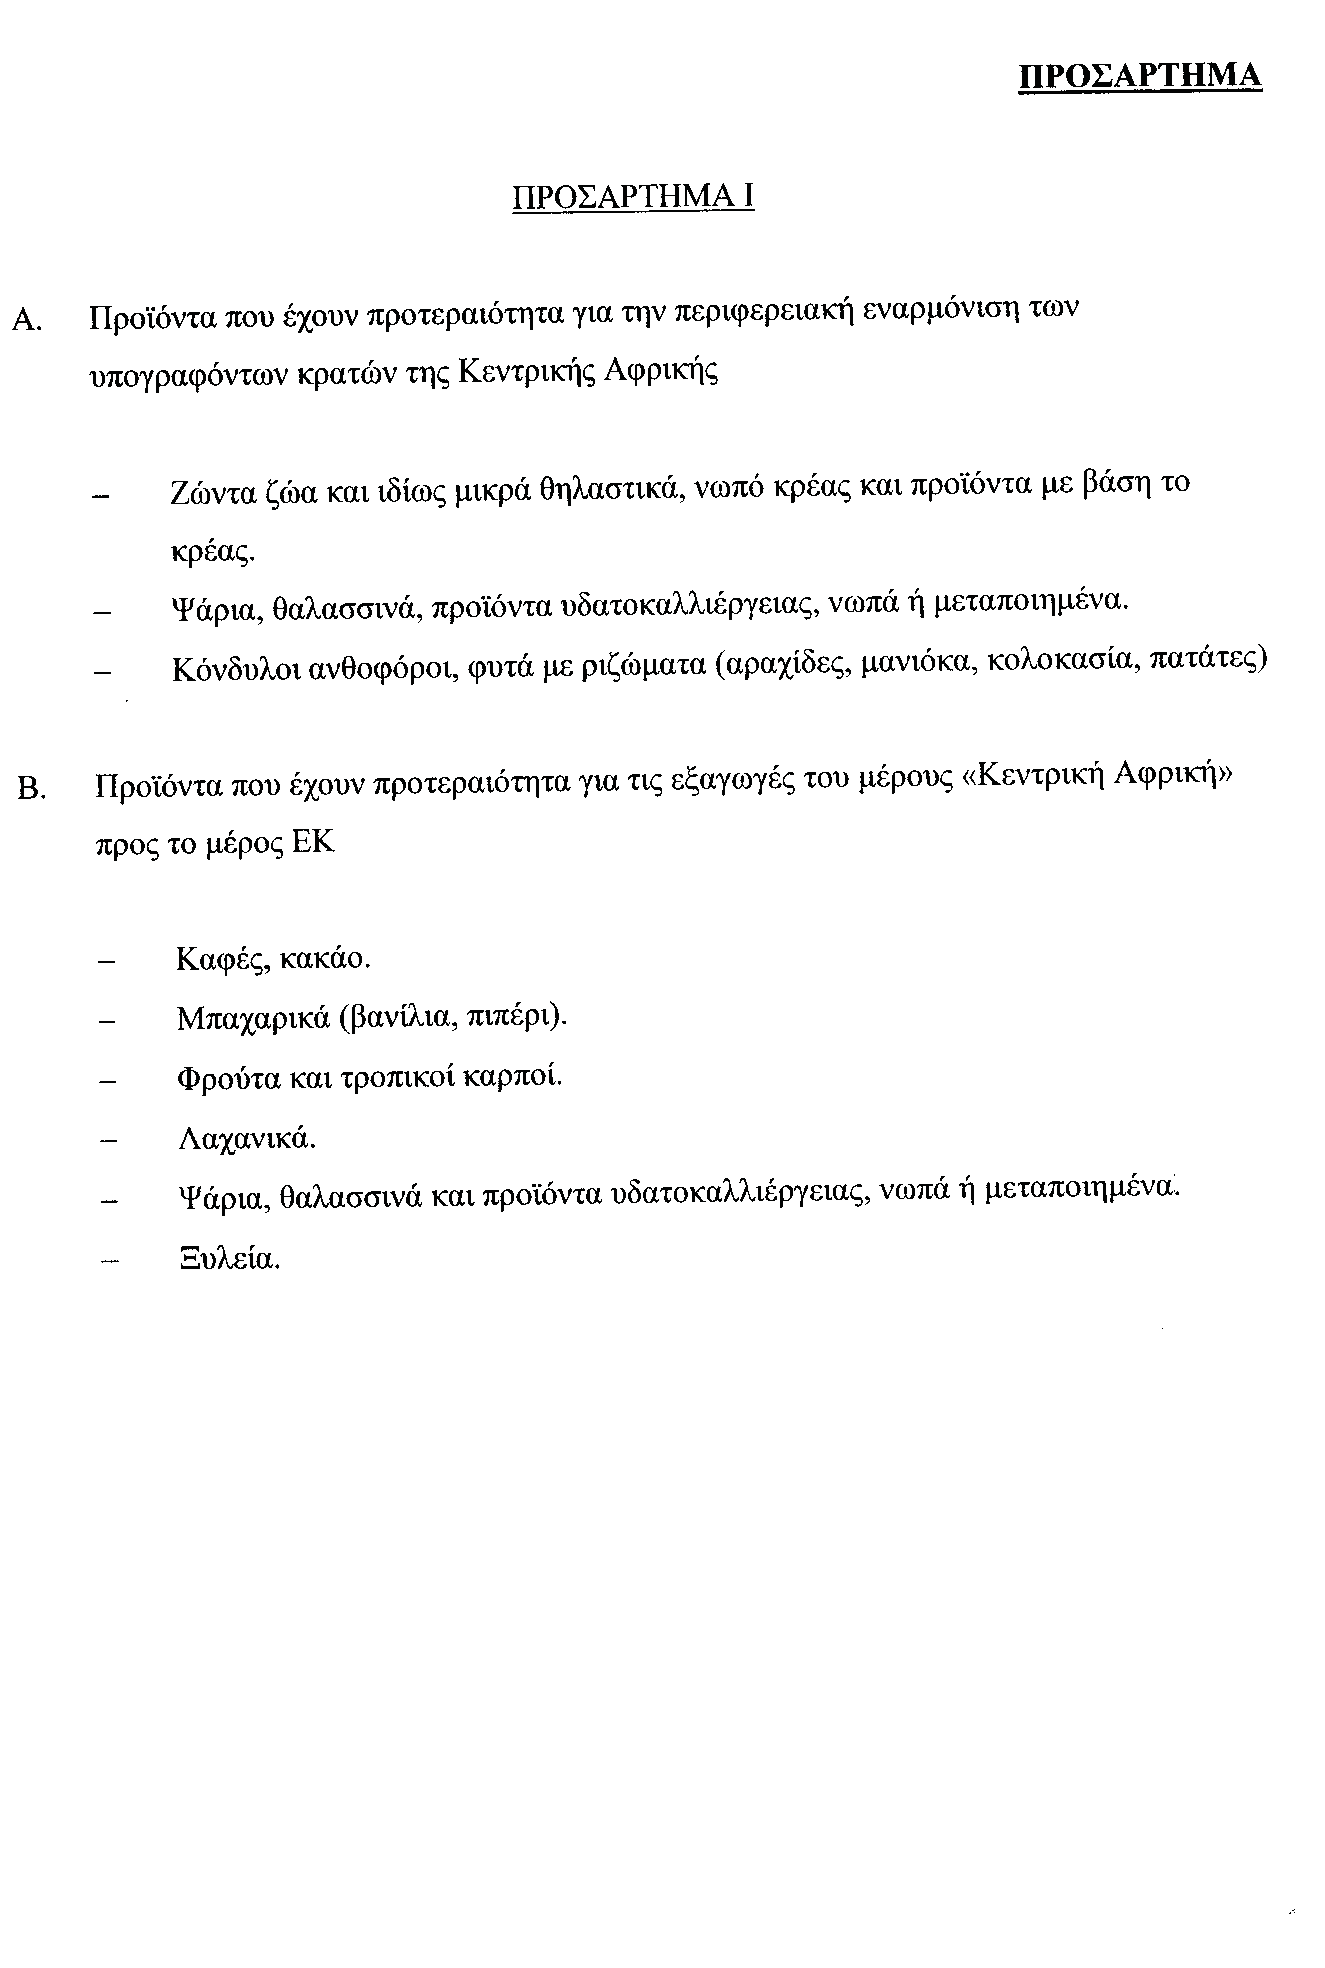 ΠΡΟΣΑΡΤΗΜΑ
ΠΡΟΣΑΡΤΗΜΑ Ι
Α. Προϊόντα που έχουν προτεραιότητα για την περιφερειακή εναρμόνιση των
υπογραφόντων κρατών της Κεντρικής Αφρικής
– Ζώντα ζώα και ιδίως μικρά θηλαστικά, νωπό κρέας και προϊόντα με βάση το
κρέας.
– Ψάρια, θαλασσινά, προϊόντα υδατοκαλλιέργειας, νωπά ή μεταποιημένα.
– Κόνδυλοι ανθοφόροι, φυτά με ριζώματα (αραχίδες, μανιόκα, κολοκασία, πατάτες)
Β. Προϊόντα που έχουν προτεραιότητα για τις εξαγωγές του μέρους «Κεντρική Αφρική»
προς το μέρος ΕΚ
– Καφές, κακάο.
– Μπαχαρικά (βανίλια, πιπέρι).
– Φρούτα και τροπικοί καρποί.
– Λαχανικά.
– Ψάρια, θαλασσινά και προϊόντα υδατοκαλλιέργειας, νωπά ή μεταποιημένα.
– Ξυλεία.